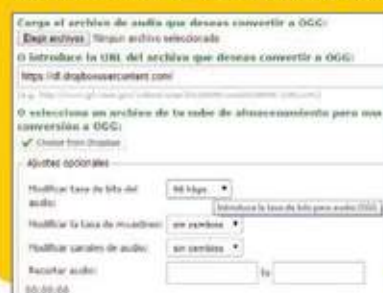 Carga el archivo de audio que deseas convertir a OGG:
Elegir archivos Ningún archivo seleccionado
O introduce la URL del archivo que deseas convertir a OGG:
https://dl.dropboxusercontent.com/
O selecciona un archivo de tu nube de almacenamiento para una
conversión a OGG:
Choose from Dropbox
Ajustes opcionales
Modificar tasa de bits del
audio:
96 kbps
Introduce la tasa de bits para audio OGG
Modificar la tasa de muestreo: sin cambios
Modificar canales de audio: sin cambios
Recortar audio: to
00:00:00